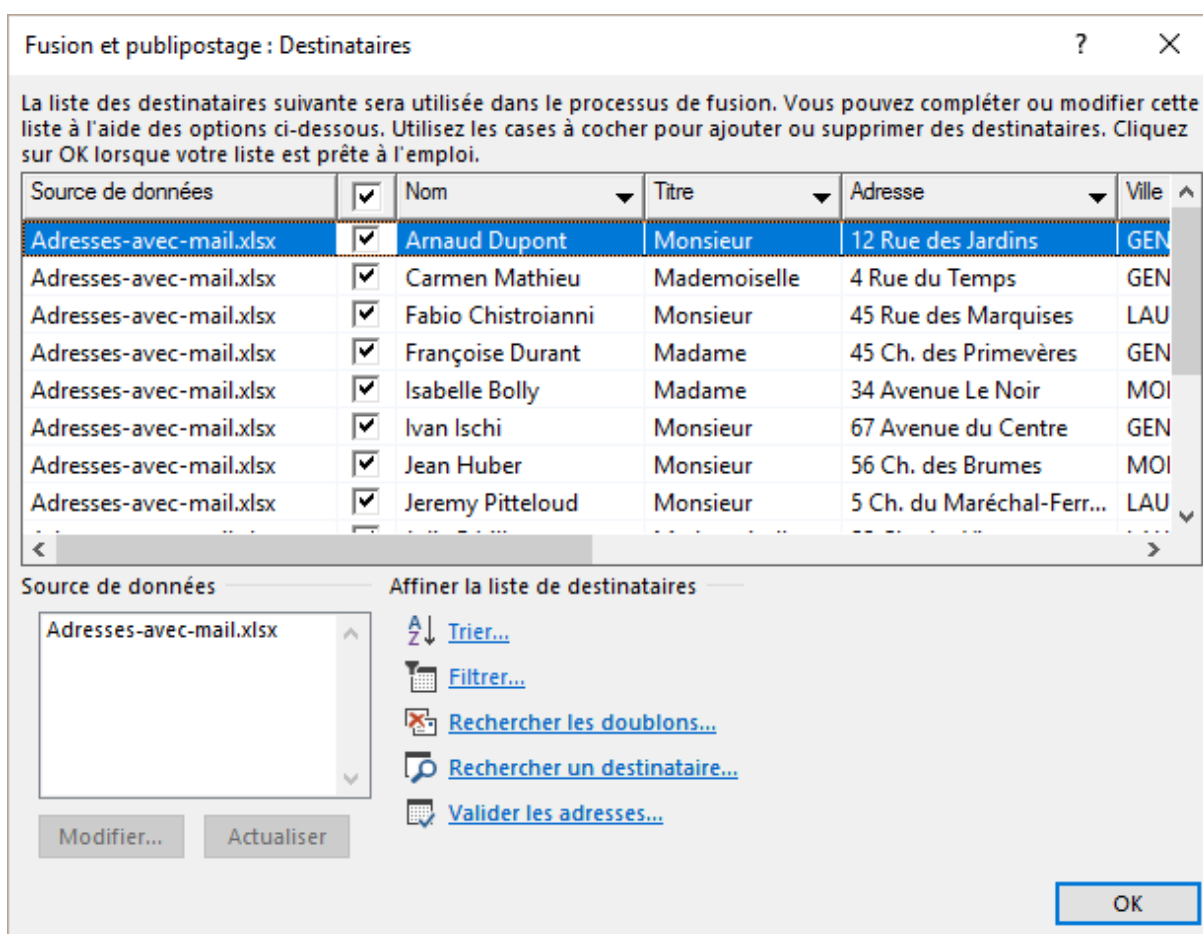 Fusion et publipostage : Destinataires ?
La liste des destinataires suivante sera utilisée dans le processus de fusion. Vous pouvez compléter ou modifier cette
liste à l'aide des options ci-dessous. Utilisez les cases à cocher pour ajouter ou supprimer des destinataires. Cliquez
sur OK lorsque votre liste est prête à l'emploi.
Source de données Nom Titre Adresse Ville
Adresses-avec-mail.xlsx Arnaud Dupont Monsieur 12 Rue des Jardins GEN
Adresses-avec-mail.xlsx Carmen Mathieu Mademoiselle 4 Rue du Temps GEN
Adresses-avec-mail.xlsx Fabio Chistroianni Monsieur 45 Rue des Marquises LAU
Adresses-avec-mail.xlsx Françoise Durant Madame 45 Ch. des Primevères GEN
Adresses-avec-mail.xlsx Isabelle Bolly Madame 34 Avenue Le Noir MOI
Adresses-avec-mail.xlsx Ivan Ischi Monsieur 67 Avenue du Centre GEN
Adresses-avec-mail.xlsx Jean Huber Monsieur 56 Ch. des Brumes MOI
Adresses-avec-mail.xlsx Jeremy Pitteloud Monsieur 5 Ch. du Maréchal-Ferr... LAU
Source de données Affiner la liste de destinataires
Adresses-avec-mail.xlsx
Trier...
Filtrer...
Rechercher les doublons...
Rechercher un destinataire...
Valider les adresses...
Modifier... Actualiser
OK